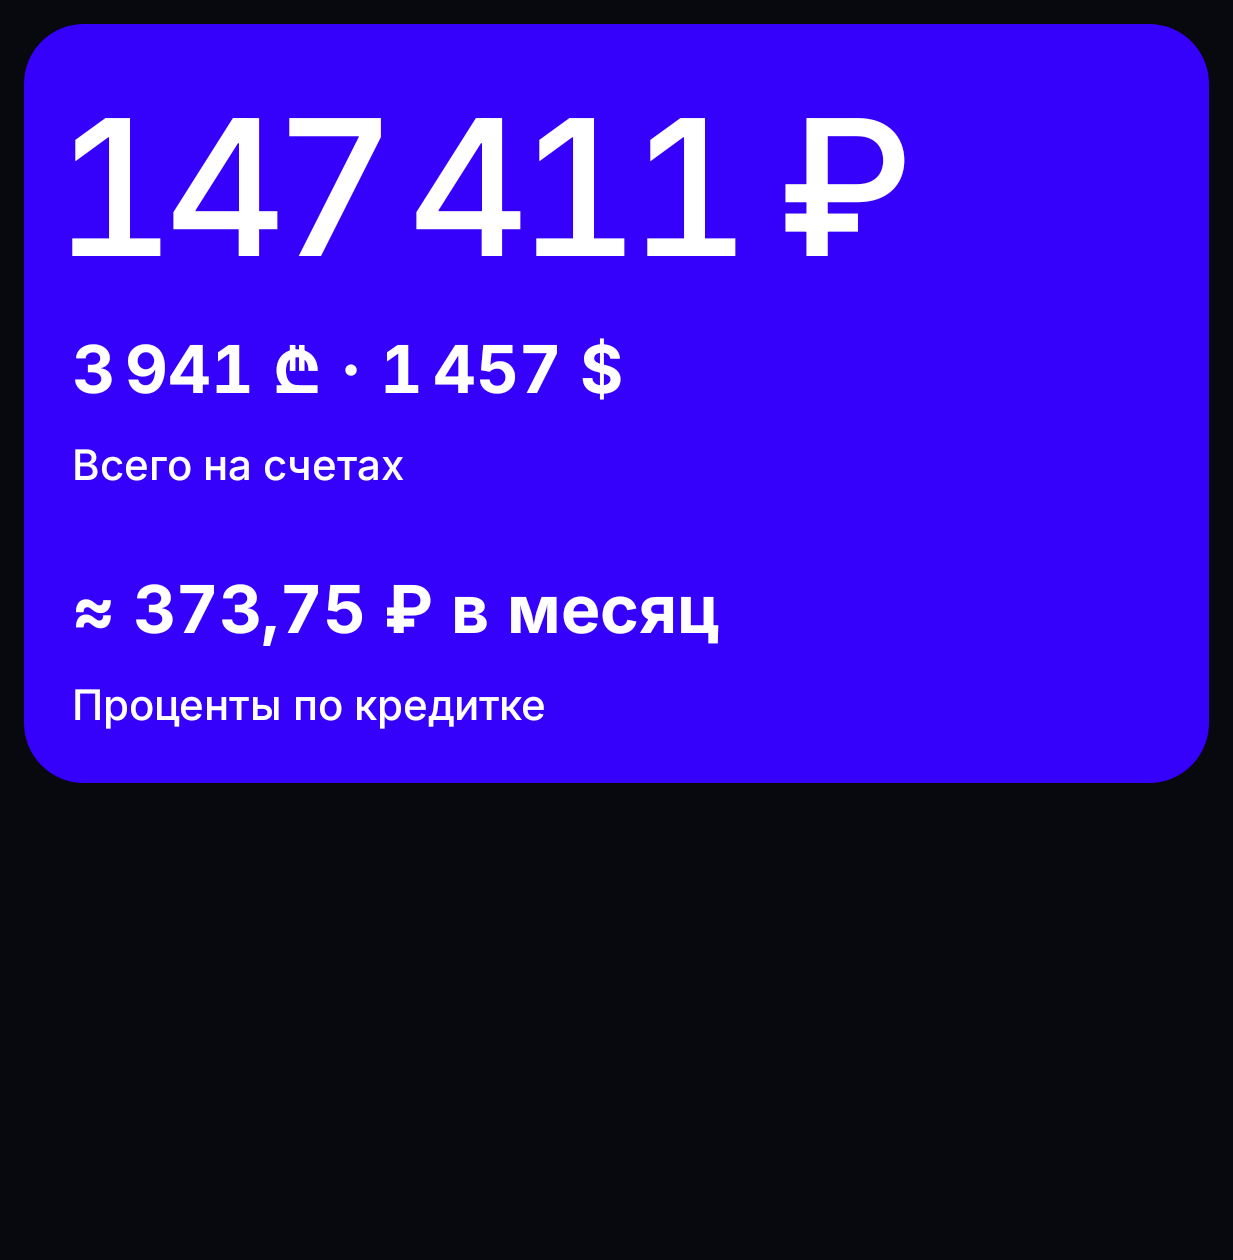 147 411 ₽
3 941 ₾ · 1 457 $
Всего на счетах
≈ 373,75 ₽ в месяц
Проценты по кредитке